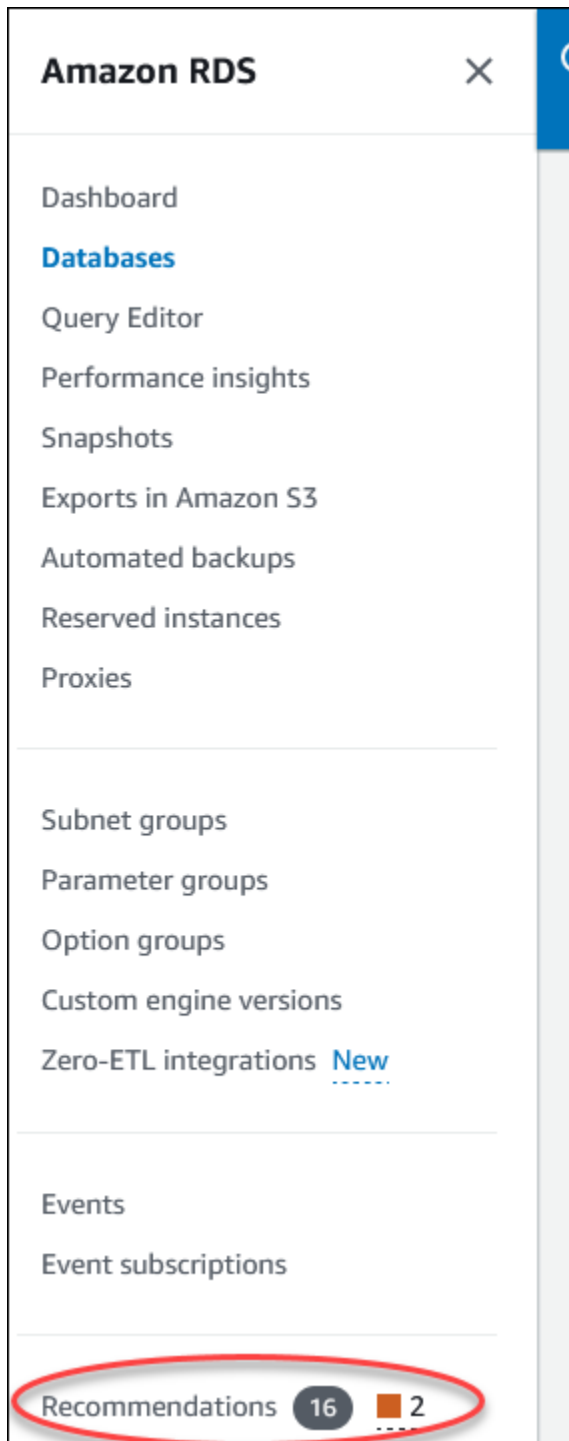 Amazon RDS
Dashboard
Databases
Query Editor
Performance insights
Snapshots
Exports in Amazon S3
Automated backups
Reserved instances
Proxies
Subnet groups
Parameter groups
Option groups
Custom engine versions
Zero-ETL integrations New
Events
Event subscriptions
Recommendations 16 2